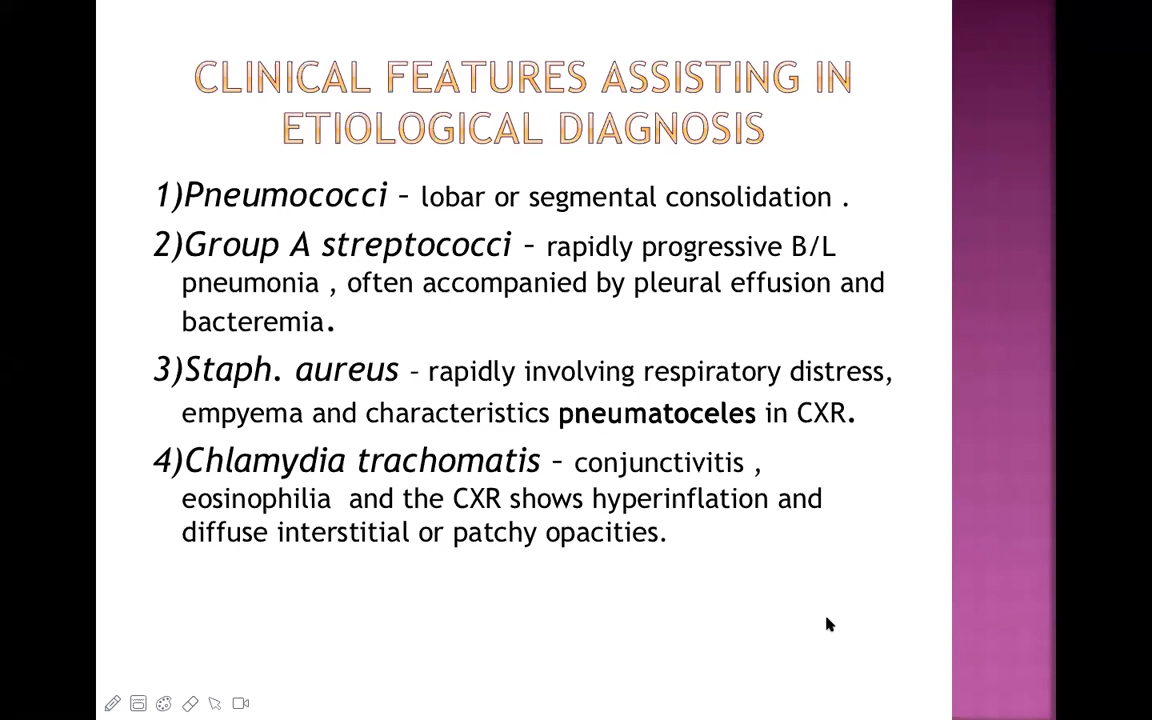 CLINICAL FEATURES ASSISTING IN
ETIOLOGICAL DIAGNOSIS
1)Pneumococci – lobar or segmental consolidation .
2)Group A streptococci – rapidly progressive B/L
pneumonia , often accompanied by pleural effusion and
bacteremia.
3)Staph. aureus – rapidly involving respiratory distress,
empyema and characteristics pneumatoceles in CXR.
4)Chlamydia trachomatis – conjunctivitis ,
eosinophilia and the CXR shows hyperinflation and
diffuse interstitial or patchy opacities.